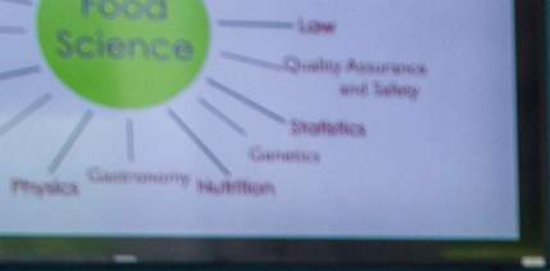 Food
Science
Law
Quality Assurance
and Safety
Statistics
Genetics
Nutrition
Gastronomy
Physics